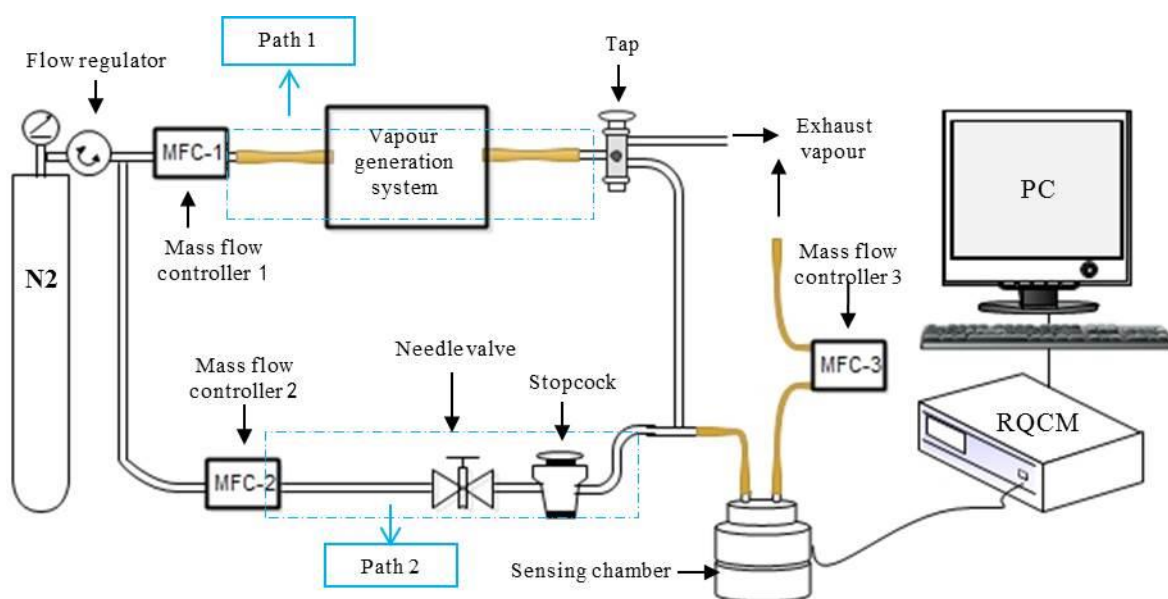 Path 1
Tap
Flow regulator
Exhaust
vapour
Vapour
generation
system
MFC-1
PC
N2
Mass flow
controller 1
Mass flow
controller 3
Needle valve
Mass flow
controller 2
Stopcock
MFC-3
RQCM
MFC-2
Path 2
Sensing chamber